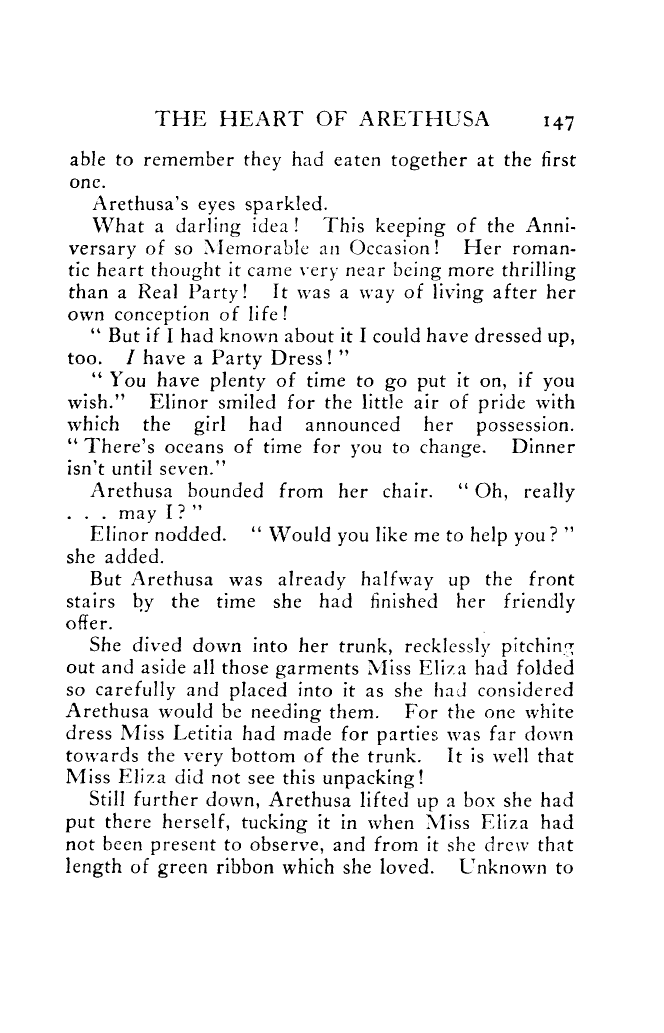 THE HEART OF ARETHUSA 147
able to remember they had eaten together at the first
one.
Arethusa's eyes sparkled.
What a darling idea! This keeping of the Anni-
versary of so Memorable an Occasion! Her roman-
tic heart thought it came very near being more thrilling
than a Real Party! It was a way of living after her
own conception of life!
“ But if I had known about it I could have dressed up,
too. I have a Party Dress! ”
“ You have plenty of time to go put it on, if you
wish.” Elinor smiled for the little air of pride with
which the girl had announced her possession.
“ There's oceans of time for you to change. Dinner
isn't until seven.”
Arethusa bounded from her chair. “ Oh, really
. . . may I? ”
Elinor nodded. “ Would you like me to help you? ”
she added.
But Arethusa was already halfway up the front
stairs by the time she had finished her friendly
offer.
She dived down into her trunk, recklessly pitching
out and aside all those garments Miss Eliza had folded
so carefully and placed into it as she had considered
Arethusa would be needing them. For the one white
dress Miss Letitia had made for parties was far down
towards the very bottom of the trunk. It is well that
Miss Eliza did not see this unpacking!
Still further down, Arethusa lifted up a box she had
put there herself, tucking it in when Miss Eliza had
not been present to observe, and from it she drew that
length of green ribbon which she loved. Unknown to